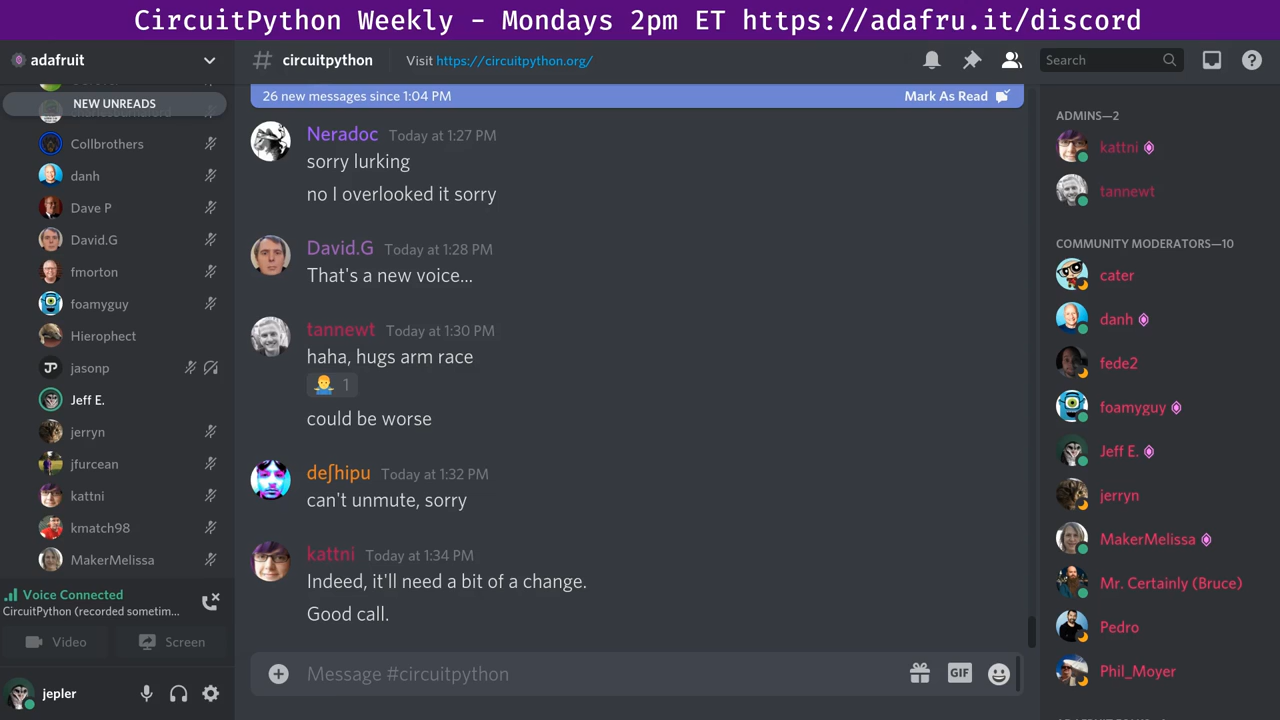 CircuitPython Weekly - Mondays 2pm ET https://adafru.it/discord
adafruit
NEW UNREADS
Collbrothers
danh
Dave P
David.G
fmorton
foamyguy
Hierophect
jasonp
Jeff E.
jerryn
jfurcean
kattni
kmatch98
MakerMelissa
Voice Connected
CircuitPython (recorded sometim...
Video
Screen
jepler
# circuitpython
Visit https://circuitpython.org/
Search
26 new messages since 1:04 PM
Mark As Read
Neradoc Today at 1:27 PM
sorry lurking
no I overlooked it sorry
David.G Today at 1:28 PM
That's a new voice...
tannewt Today at 1:30 PM
haha, hugs arm race
1
could be worse
deʃhipu Today at 1:32 PM
can't unmute, sorry
kattni Today at 1:34 PM
Indeed, it'll need a bit of a change.
Good call.
Message #circuitpython
GIF
ADMINS—2
kattni
tannewt
COMMUNITY MODERATORS—10
cater
danh
fede2
foamyguy
Jeff E.
jerryn
MakerMelissa
Mr. Certainly (Bruce)
Pedro
Phil_Moyer